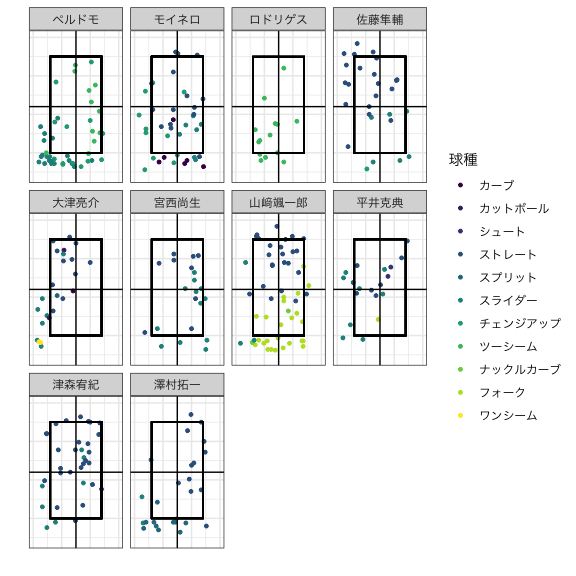 ベルドモ
モイネロ
ロドリゲス
佐藤隼輔
大津亮介
宮西尚生
山﨑颯一郎
平井克典
津森宥紀
澤村拓一
球種
カーブ
カットボール
シュート
ストレート
スプリット
スライダー
チェンジアップ
ツーシーム
ナックルカーブ
フォーク
ワンシーム